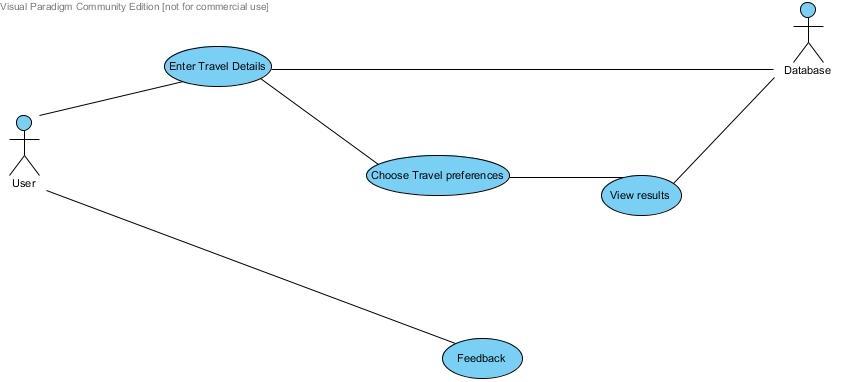 Visual Paradigm Community Edition [not for commercial use]
Enter Travel Details
Database
User
Choose Travel preferences
View results
Feedback